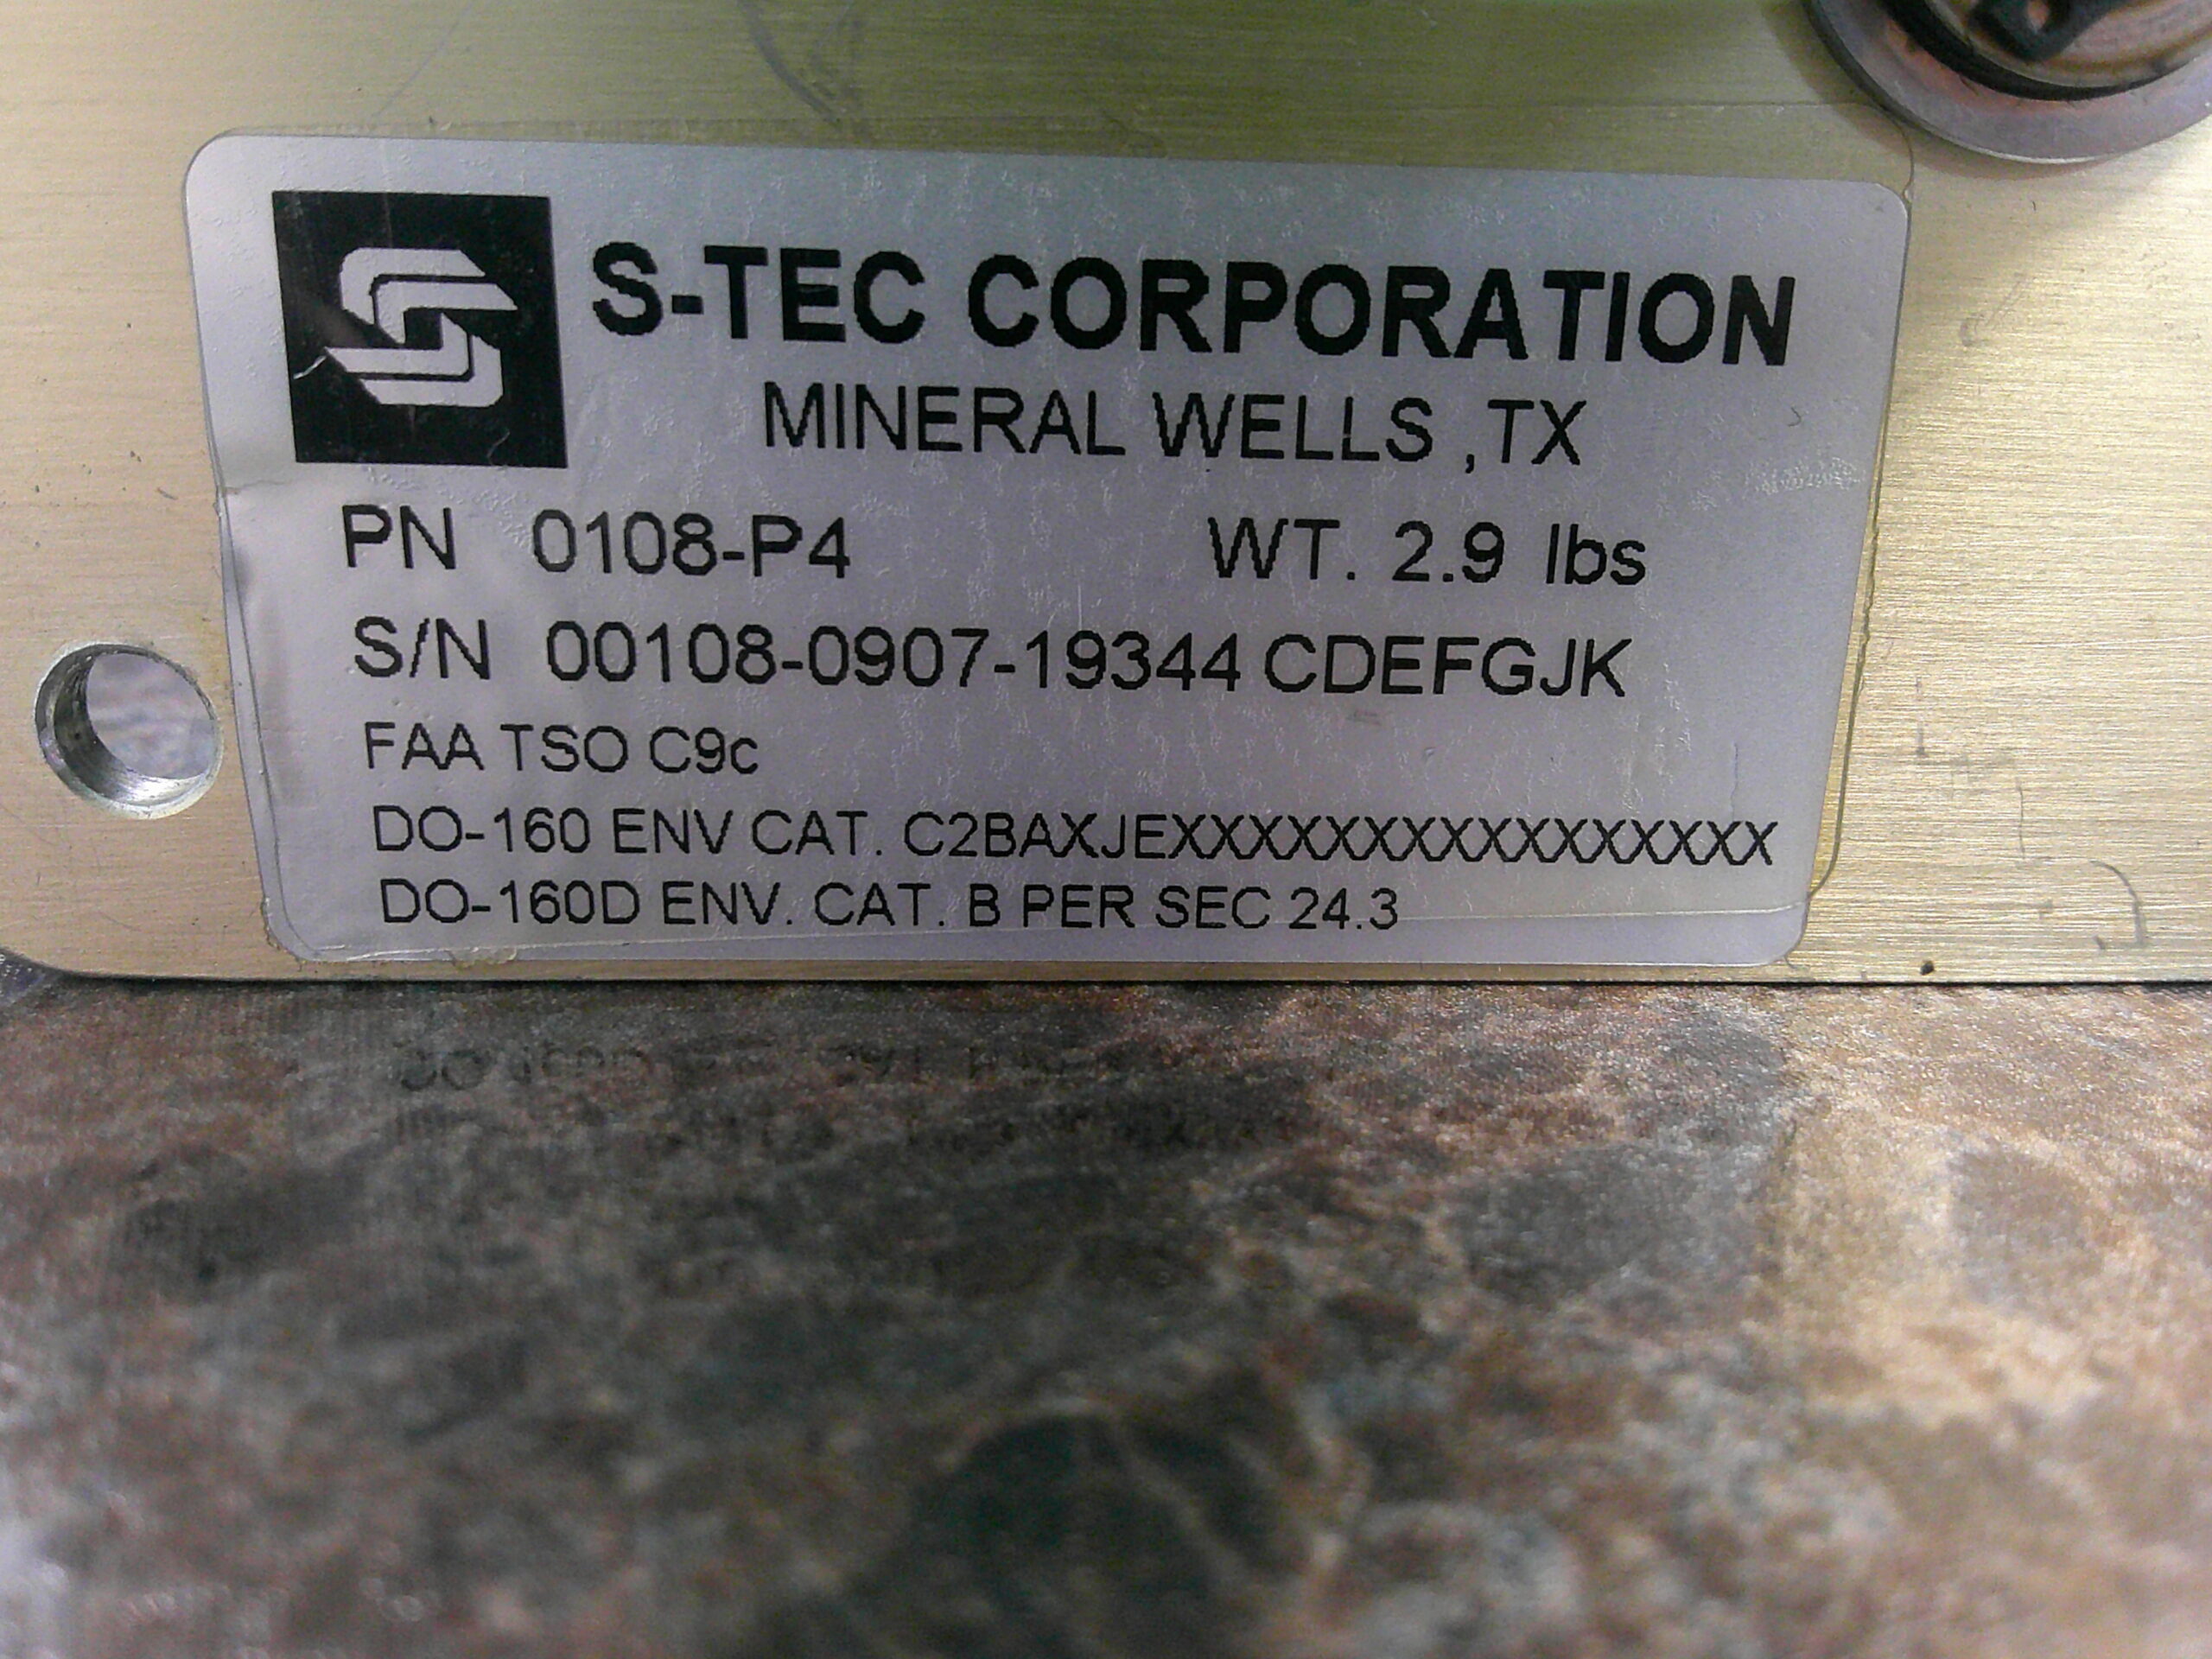 S-TEC CORPORATION
MINERAL WELLS ,TX
PN 0108-P4 WT. 2.9 lbs
S/N 00108-0907-19344 CDEFGJK
FAA TSO C9c
DO-160 ENV CAT. C2BAXJEXXXXXXXXXXXXXXXXX
DO-160D ENV. CAT. B PER SEC 24.3